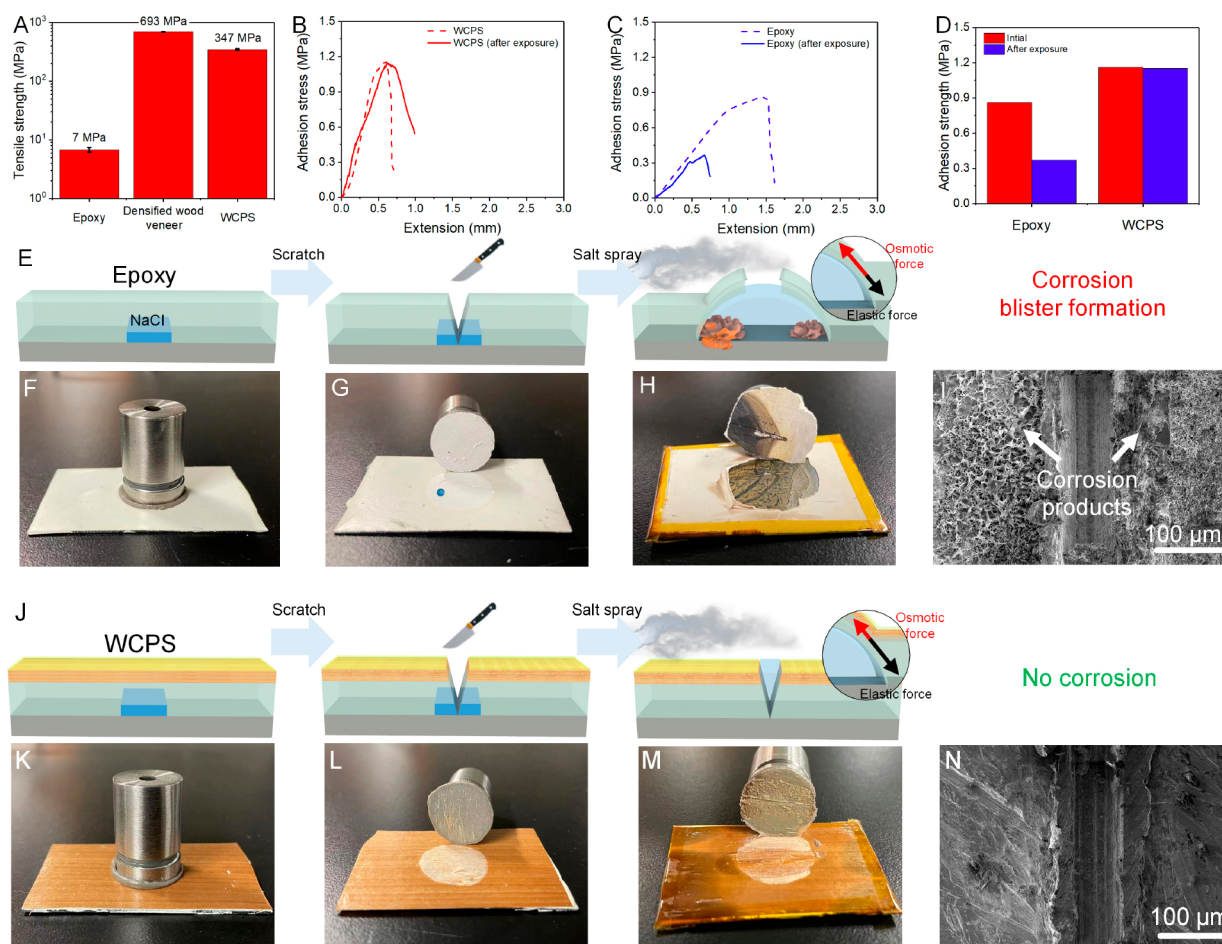 A
Tensile strength (MPa)
10³
10²
10¹
10⁰
7 MPa
693 MPa
347 MPa
Epoxy
Densified wood
veneer
WCPS
B
Adhesion stress (MPa)
1.5
1.2
0.9
0.6
0.3
0.0
WCPS
WCPS (after exposure)
0.0 0.5 1.0 1.5 2.0 2.5 3.0
Extension (mm)
C
Adhesion stress (MPa)
1.5
1.2
0.9
0.6
0.3
0.0
Epoxy
Epoxy (after exposure)
0.0 0.5 1.0 1.5 2.0 2.5 3.0
Extension (mm)
D
Adhesion strength (MPa)
1.5
1.2
0.9
0.6
0.3
0.0
Intial
After exposure
Epoxy
WCPS
E
Epoxy
NaCl
Scratch
Salt spray
Osmotic
force
Elastic force
Corrosion
blister formation
F
G
H
I
Corrosion
products
100 µm
J
WCPS
Scratch
Salt spray
Osmotic
force
Elastic force
No corrosion
K
L
M
N
100 µm